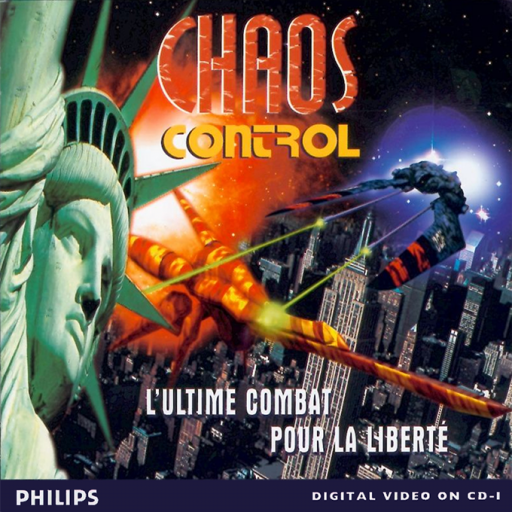 CHAOS
CONTROL
L'ULTIME COMBAT
POUR LA LIBERTÉ
PHILIPS
DIGITAL VIDEO ON CD-I